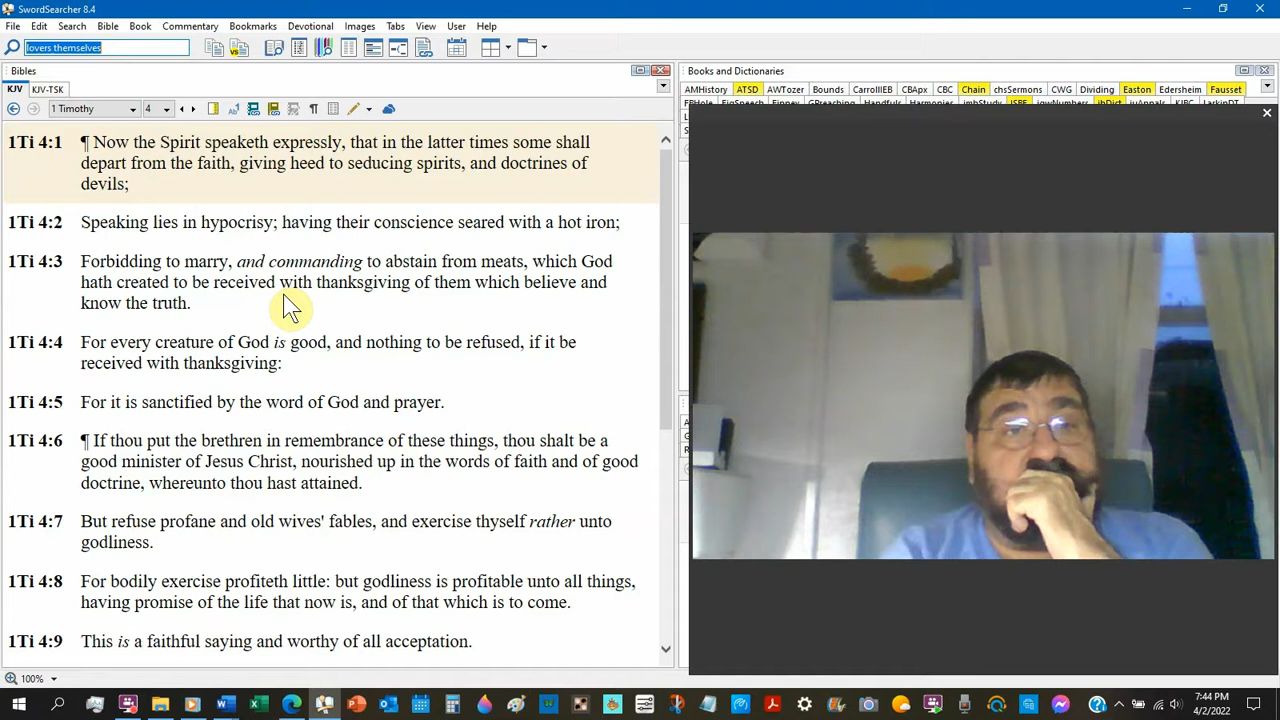 SwordSearcher 8.4
File Edit Search Bible Book Commentary Bookmarks Devotional Images Tabs View User Help
lovers themselves
Bibles
Books and Dictionaries
KJV KJV-TSK
AMHistory ATSD AWTozer Bounds CarrollIEB CBApx CBC Chain chsSermons CWG Dividing Easton Edersheim Fausset
1 Timothy 4
1Ti 4:1 ¶ Now the Spirit speaketh expressly, that in the latter times some shall
depart from the faith, giving heed to seducing spirits, and doctrines of
devils;
1Ti 4:2 Speaking lies in hypocrisy; having their conscience seared with a hot iron;
1Ti 4:3 Forbidding to marry, and commanding to abstain from meats, which God
hath created to be received with thanksgiving of them which believe and
know the truth.
1Ti 4:4 For every creature of God is good, and nothing to be refused, if it be
received with thanksgiving:
1Ti 4:5 For it is sanctified by the word of God and prayer.
1Ti 4:6 ¶ If thou put the brethren in remembrance of these things, thou shalt be a
good minister of Jesus Christ, nourished up in the words of faith and of good
doctrine, whereunto thou hast attained.
1Ti 4:7 But refuse profane and old wives' fables, and exercise thyself rather unto
godliness.
1Ti 4:8 For bodily exercise profiteth little: but godliness is profitable unto all things,
having promise of the life that now is, and of that which is to come.
1Ti 4:9 This is a faithful saying and worthy of all acceptation.
100%
7:44 PM
4/2/2022